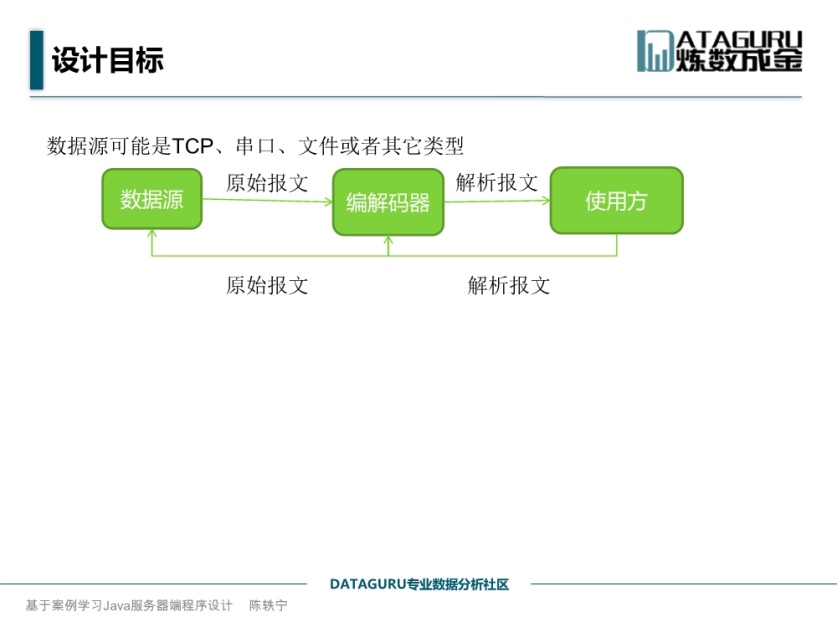 设计目标
ATAGURU
炼数成金
数据源可能是TCP、串口、文件或者其它类型
数据源
原始报文
编解码器
解析报文
使用方
原始报文
解析报文
DATAGURU专业数据分析社区
基于案例学习Java服务器端程序设计 陈轶宁